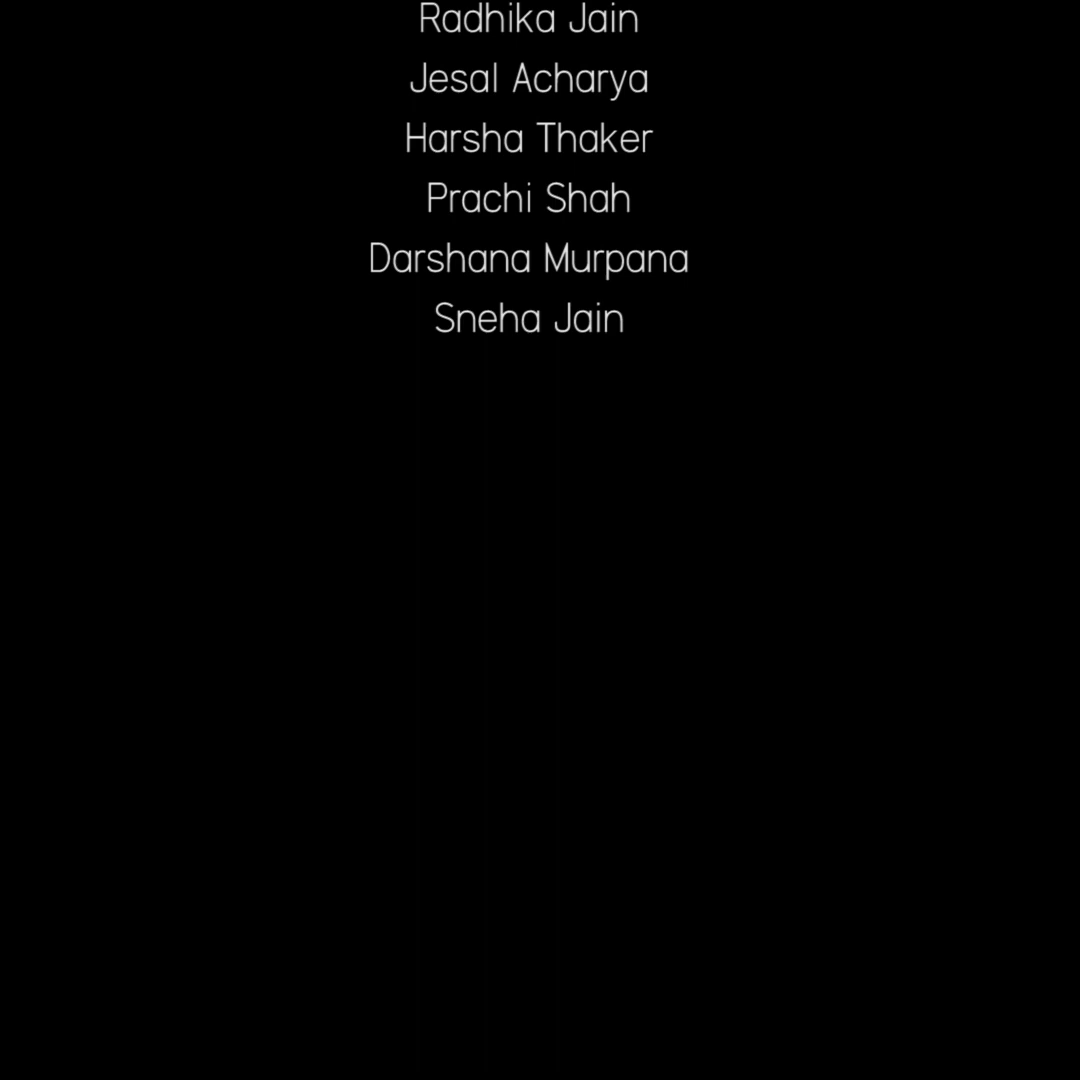 Radhika Jain
Jesal Acharya
Harsha Thaker
Prachi Shah
Darshana Murpana
Sneha Jain